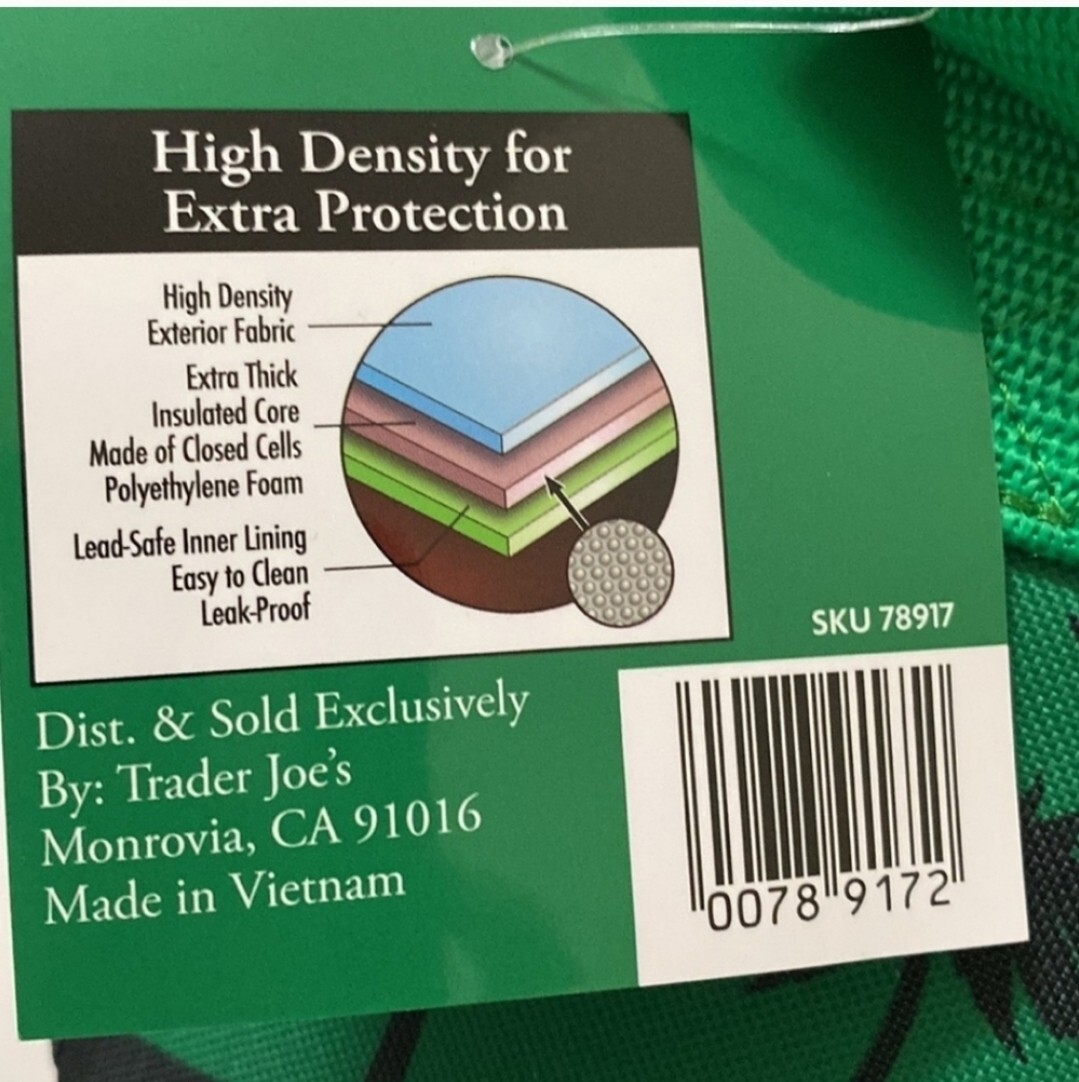 High Density for
Extra Protection
High Density
Exterior Fabric
Extra Thick
Insulated Core
Made of Closed Cells
Polyethylene Foam
Lead-Safe Inner Lining
Easy to Clean
Leak-Proof
SKU 78917
Dist. & Sold Exclusively
By: Trader Joe's
Monrovia, CA 91016
Made in Vietnam
0078 9172